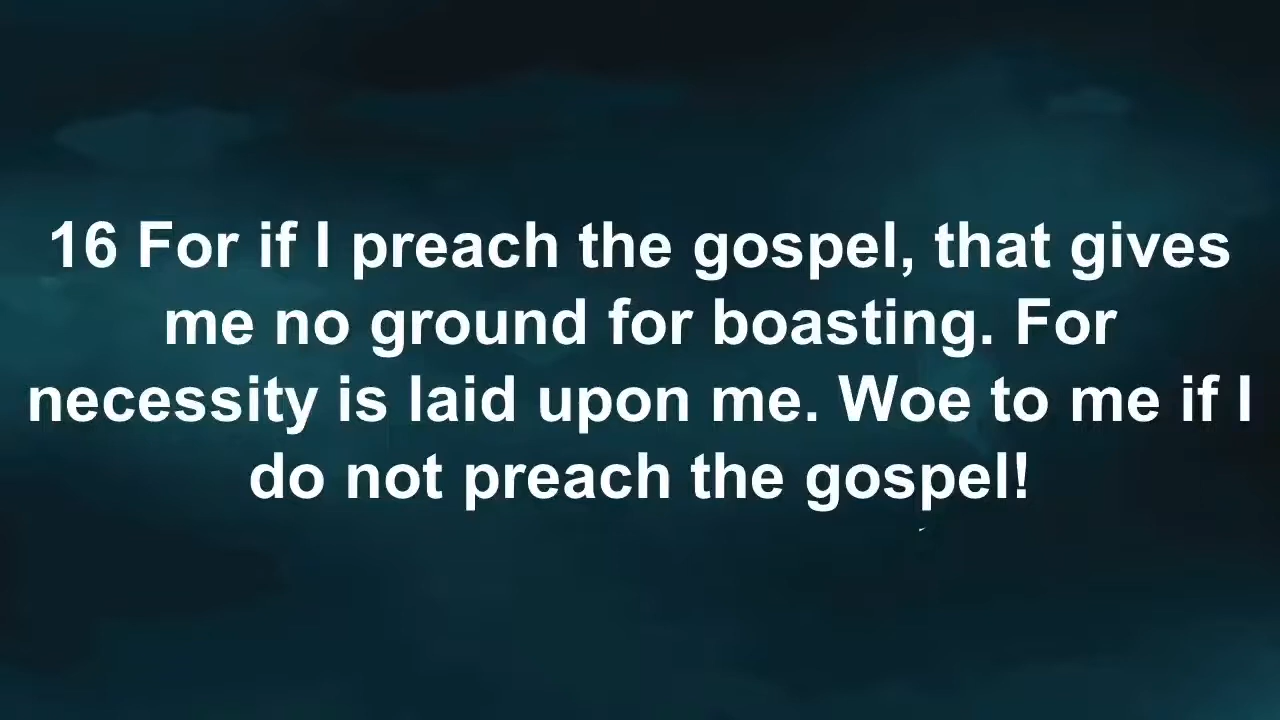 16 For if I preach the gospel, that gives
me no ground for boasting. For
necessity is laid upon me. Woe to me if I
do not preach the gospel!